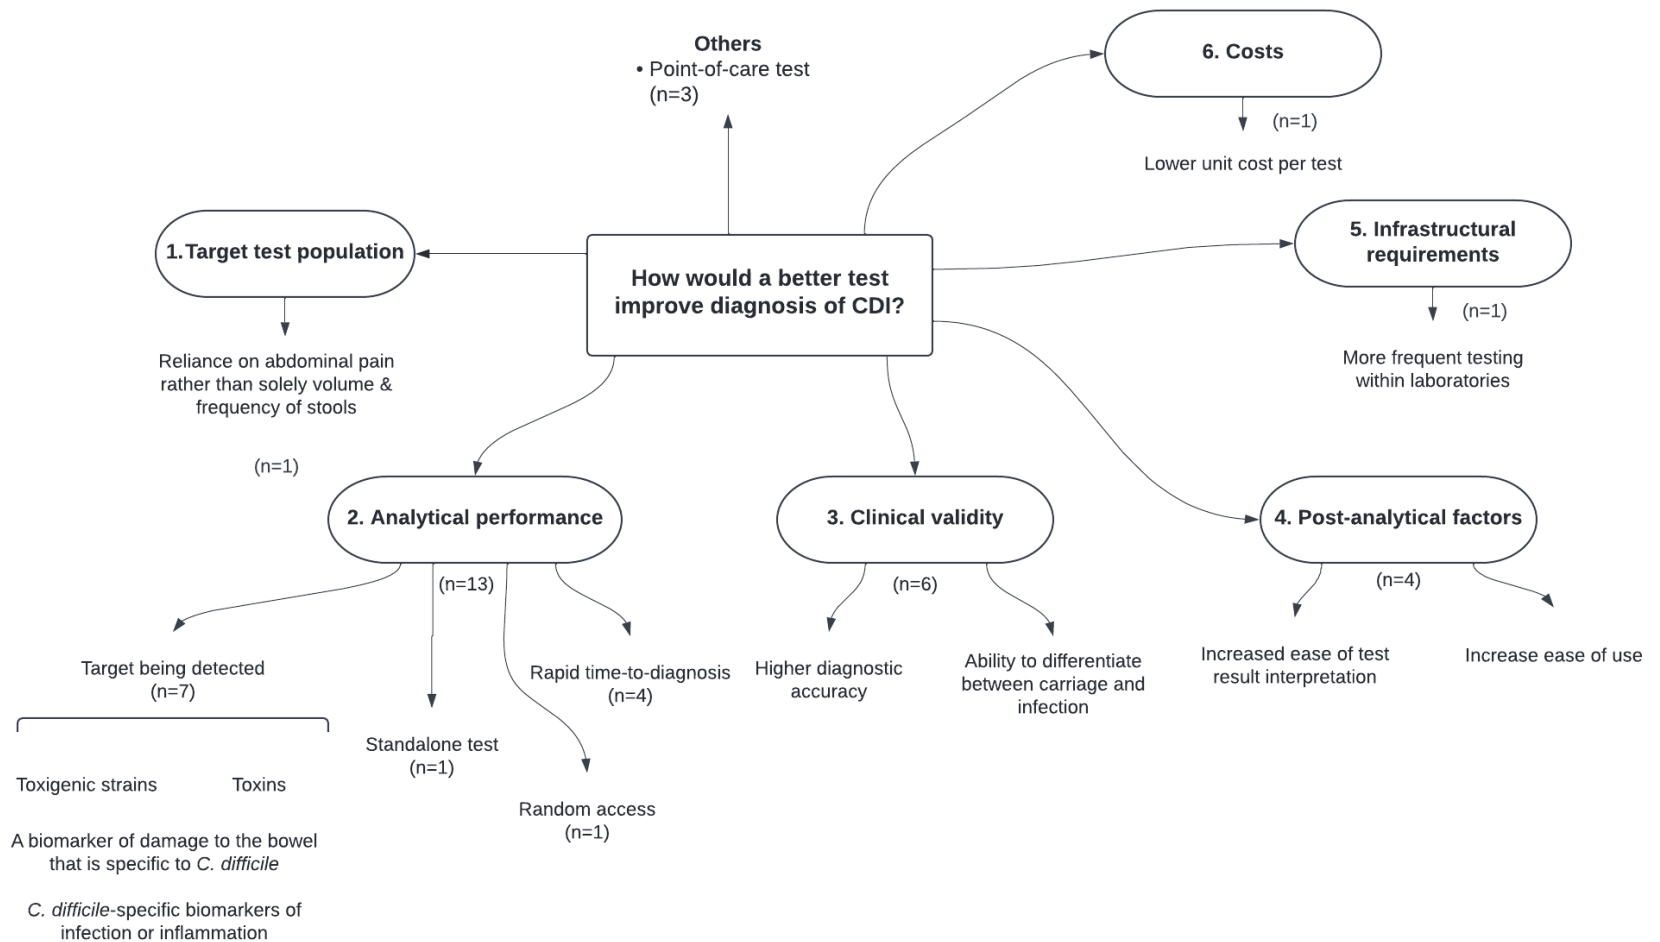 Others
• Point-of-care test
(n=3)
6. Costs
(n=1)
Lower unit cost per test
1.Target test population
Reliance on abdominal pain
rather than solely volume &
frequency of stools
(n=1)
How would a better test
improve diagnosis of CDI?
5. Infrastructural
requirements
(n=1)
More frequent testing
within laboratories
2. Analytical performance
(n=13)
Target being detected
(n=7)
Toxigenic strains
Toxins
A biomarker of damage to the bowel
that is specific to C. difficile
C. difficile-specific biomarkers of
infection or inflammation
Standalone test
(n=1)
Random access
(n=1)
Rapid time-to-diagnosis
(n=4)
3. Clinical validity
(n=6)
Higher diagnostic
accuracy
Ability to differentiate
between carriage and
infection
4. Post-analytical factors
(n=4)
Increased ease of test
result interpretation
Increase ease of use